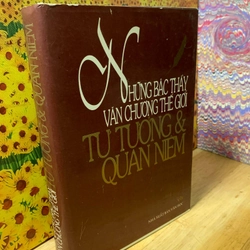 NHỮNG BẬC THẦY
VĂN CHƯƠNG THẾ GIỚI
TƯ TƯỞNG &
QUAN NIỆM